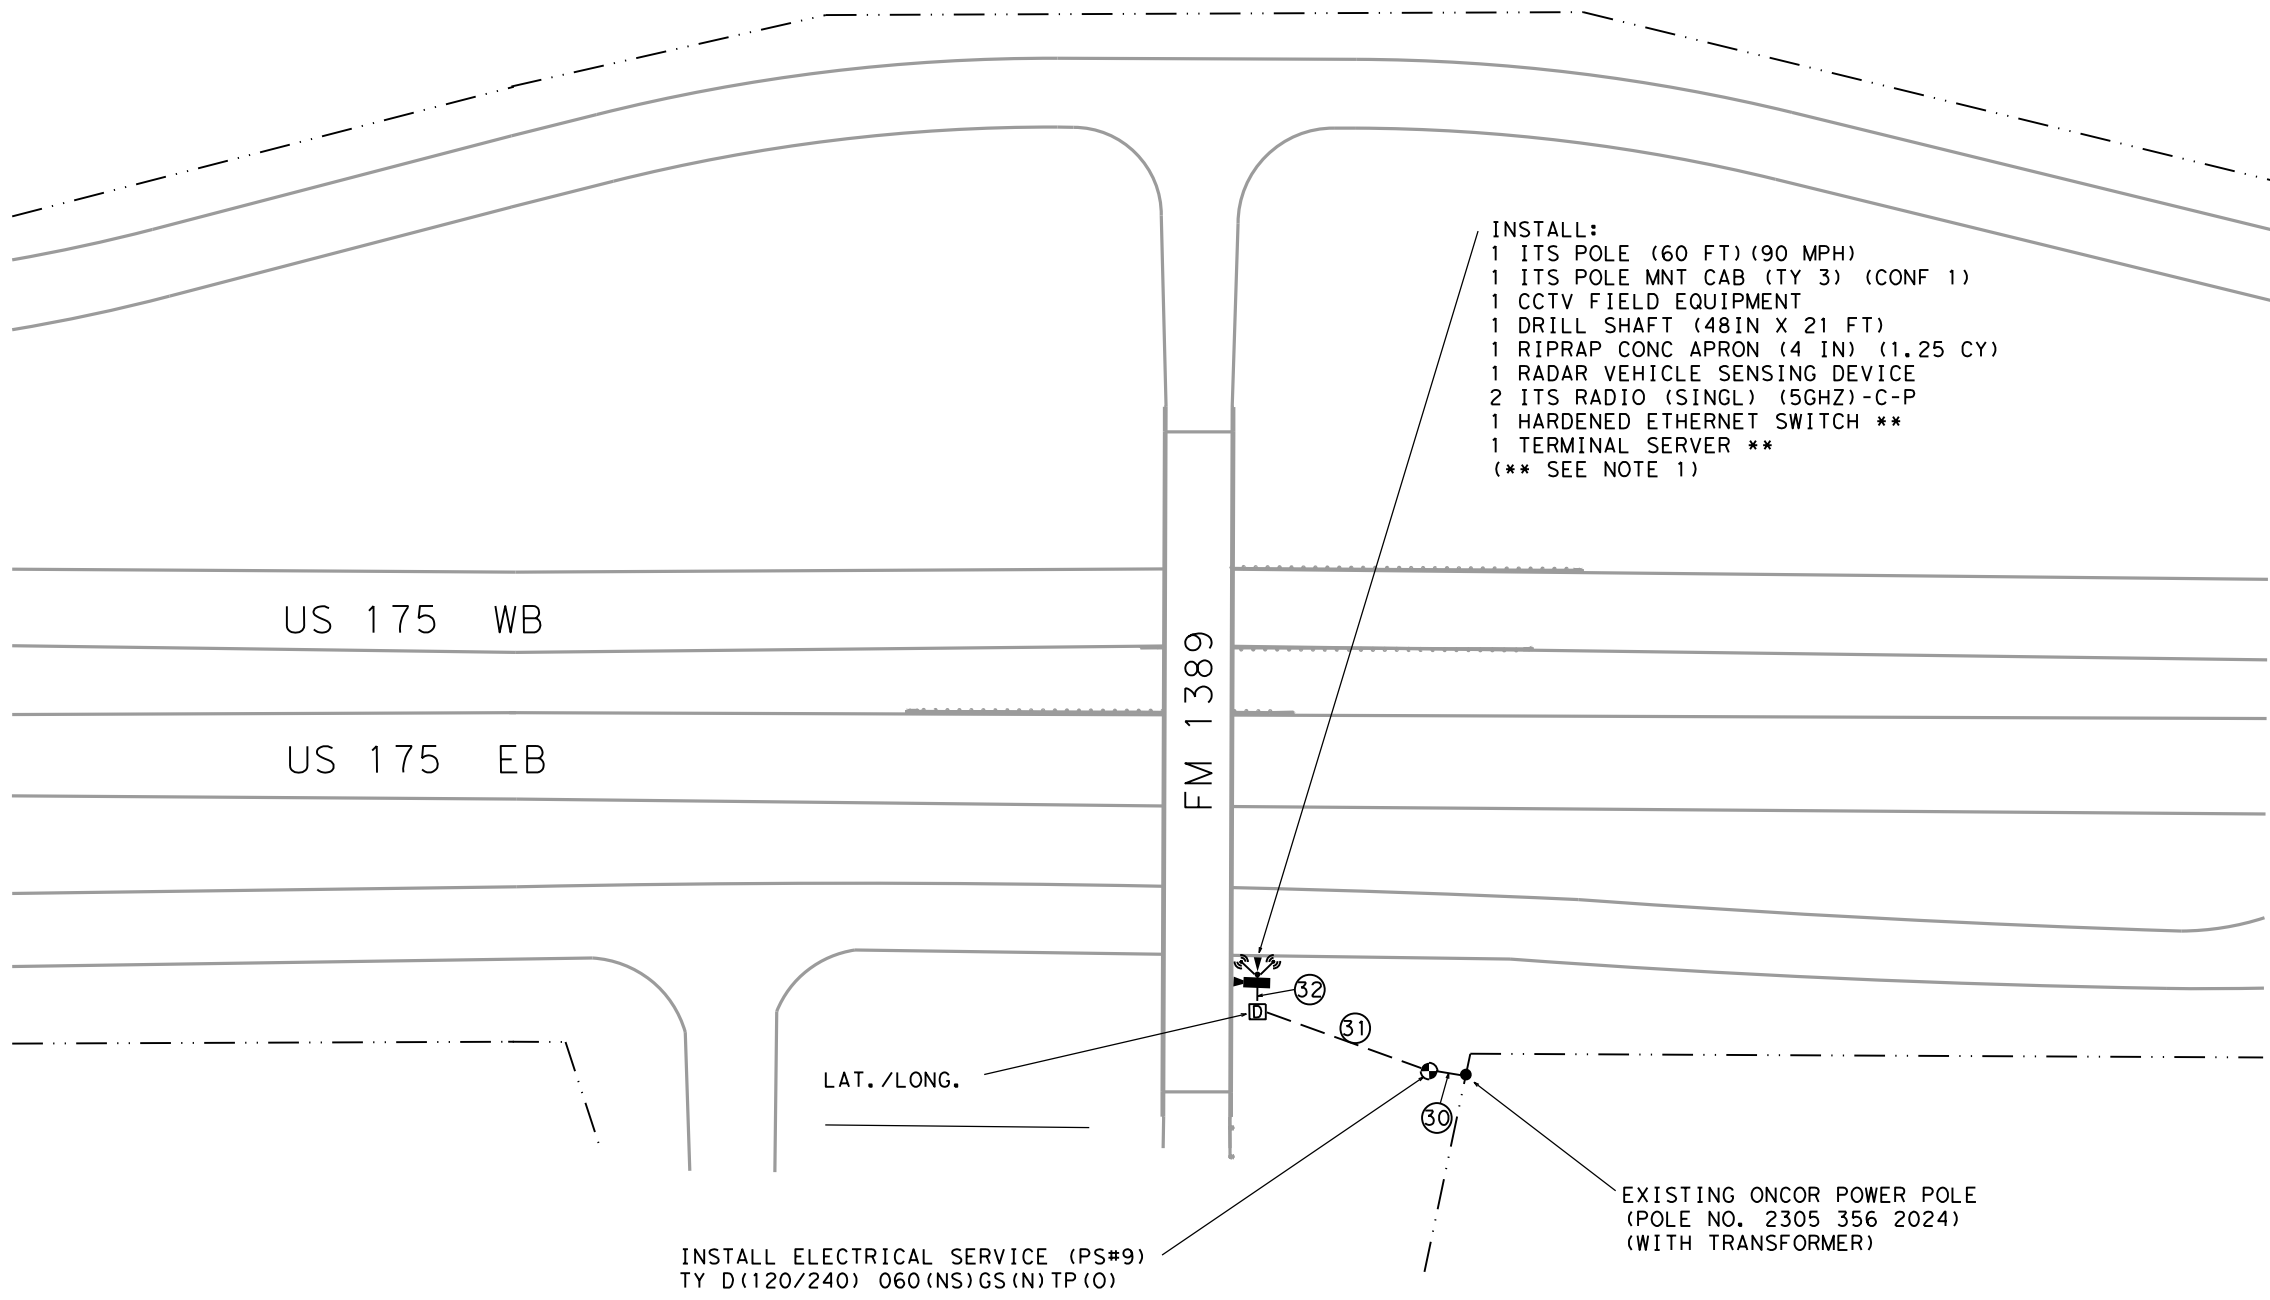 INSTALL:
1 ITS POLE (60 FT)(90 MPH)
1 ITS POLE MNT CAB (TY 3) (CONF 1)
1 CCTV FIELD EQUIPMENT
1 DRILL SHAFT (48IN X 21 FT)
1 RIPRAP CONC APRON (4 IN) (1.25 CY)
1 RADAR VEHICLE SENSING DEVICE
2 ITS RADIO (SINGL) (5GHZ)-C-P
1 HARDENED ETHERNET SWITCH **
1 TERMINAL SERVER **
(** SEE NOTE 1)
US 175 WB
FM 1389
US 175 EB
32
D
31
LAT./LONG.
30
EXISTING ONCOR POWER POLE
(POLE NO. 2305 356 2024)
(WITH TRANSFORMER)
INSTALL ELECTRICAL SERVICE (PS#9)
TY D(120/240) 060(NS)GS(N)TP(O)